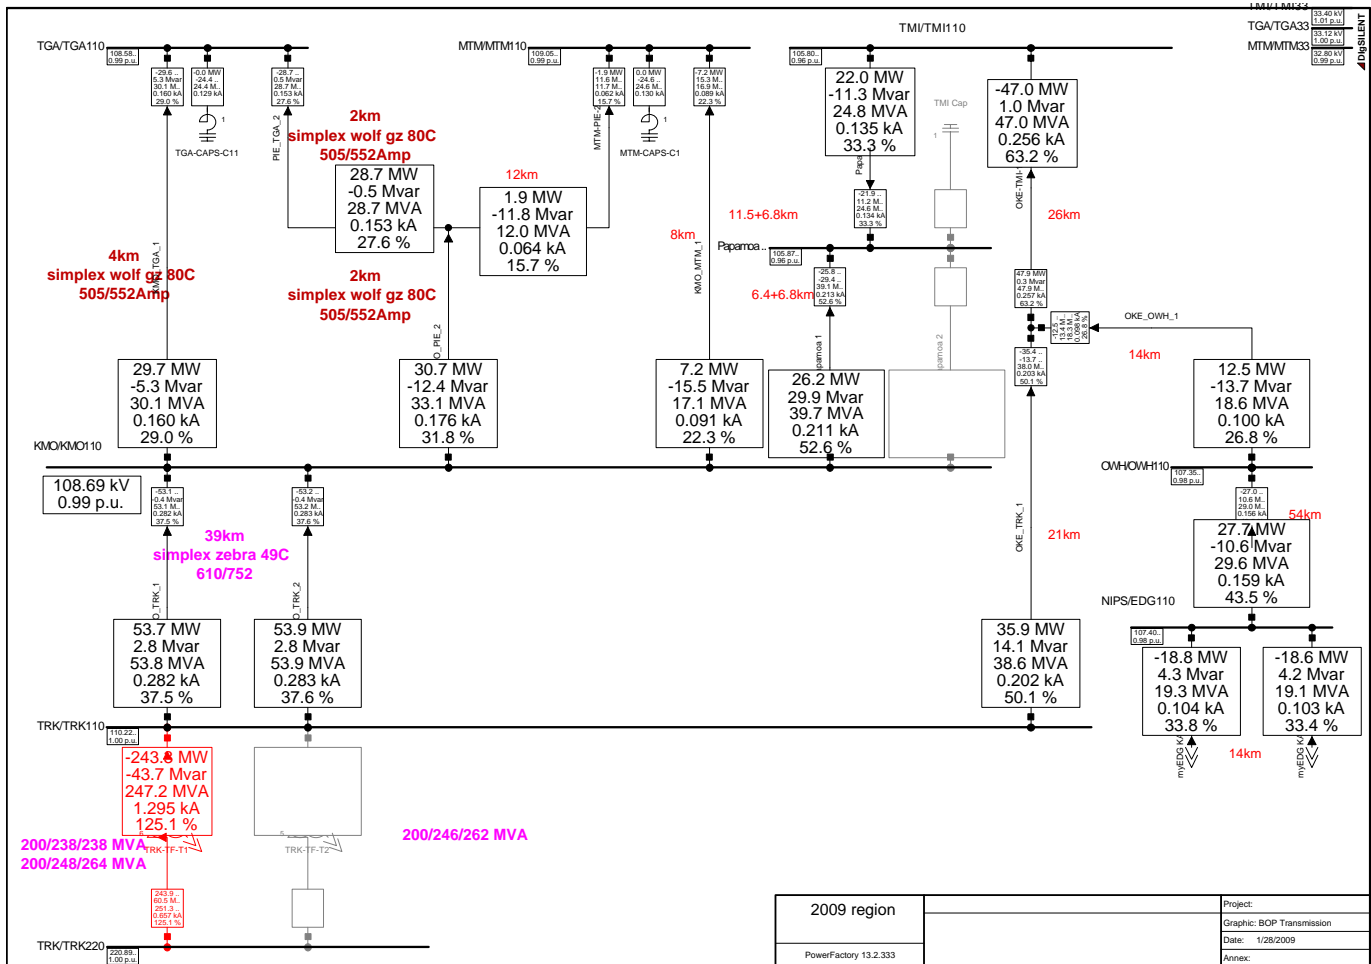 TMI/TMI33
33.40 kV
1.01 p.u.
TGA/TGA33
33.12 kV
1.00 p.u.
MTM/MTM33
32.80 kV
0.99 p.u.
DIgSILENT
TGA/TGA110
108.58..
0.99 p.u.
MTM/MTM110
109.05..
0.99 p.u.
TMI/TMI110
105.80..
0.96 p.u.
-29.6 ..
5.3 Mvar
30.1 M..
0.160 kA
29.0 %
-0.0 MW
-24.4 ..
24.4 M..
0.129 kA
1
TGA-CAPS-C11
-28.7 ..
0.5 Mvar
28.7 M..
0.153 kA
27.6 %
PIE_TGA_2
-1.9 MW
11.6 M..
11.7 M..
0.062 kA
15.7 %
MTM-PIE-2
0.0 MW
-24.6 ..
24.6 M..
0.130 kA
1
MTM-CAPS-C1
-7.2 MW
15.3 M..
16.9 M..
0.089 kA
22.3 %
22.0 MW
-11.3 Mvar
24.8 MVA
0.135 kA
33.3 %
TMI Cap
1
-47.0 MW
1.0 Mvar
47.0 MVA
0.256 kA
63.2 %
2km
simplex wolf gz 80C
505/552Amp
28.7 MW
-0.5 Mvar
28.7 MVA
0.153 kA
27.6 %
12km
1.9 MW
-11.8 Mvar
12.0 MVA
0.064 kA
15.7 %
-21.9 ..
11.2 M..
24.6 M..
0.134 kA
33.3 %
OKE-TMI-
11.5+6.8km
26km
4km
simplex wolf gz 80C
505/552Amp
2km
simplex wolf gz 80C
505/552Amp
8km
KMO_MTM_1
Papamoa ..
105.87..
0.96 p.u.
-25.8 ..
-29.4 ..
39.1 M..
0.213 kA
52.6 %
6.4+6.8km
47.9 MW
0.3 Mvar
47.9 M..
0.257 kA
63.2 %
-12.5 ..
13.4 M..
18.3 M..
0.098 kA
26.8 %
OKE_OWH_1
14km
-35.4 ..
-13.7 ..
38.0 M..
0.203 kA
50.1 %
29.7 MW
-5.3 Mvar
30.1 MVA
0.160 kA
29.0 %
O_PIE_2
30.7 MW
-12.4 Mvar
33.1 MVA
0.176 kA
31.8 %
7.2 MW
-15.5 Mvar
17.1 MVA
0.091 kA
22.3 %
apamoa 1
26.2 MW
29.9 Mvar
39.7 MVA
0.211 kA
52.6 %
apamoa 2
12.5 MW
-13.7 Mvar
18.6 MVA
0.100 kA
26.8 %
KMO/KMO110
108.69 kV
0.99 p.u.
-53.1 ..
-0.4 Mvar
53.1 M..
0.282 kA
37.5 %
-53.2 ..
-0.4 Mvar
53.2 M..
0.283 kA
37.6 %
OWH/OWH110
107.35..
0.98 p.u.
-27.0 ..
10.6 M..
29.0 M..
0.156 kA
54km
39km
simplex zebra 49C
610/752
OKE_TRK_1
21km
27.7 MW
-10.6 Mvar
29.6 MVA
0.159 kA
43.5 %
O_TRK_1
O_TRK_2
NIPS/EDG110
107.40..
0.98 p.u.
53.7 MW
2.8 Mvar
53.8 MVA
0.282 kA
37.5 %
53.9 MW
2.8 Mvar
53.9 MVA
0.283 kA
37.6 %
35.9 MW
14.1 Mvar
38.6 MVA
0.202 kA
50.1 %
-18.8 MW
4.3 Mvar
19.3 MVA
0.104 kA
33.8 %
-18.6 MW
4.2 Mvar
19.1 MVA
0.103 kA
33.4 %
TRK/TRK110
110.22..
1.00 p.u.
myEDG KA
14km
myEDG KA
-243.8 MW
-43.7 Mvar
247.2 MVA
1.295 kA
125.1 %
200/238/238 MVA
200/248/264 MVA
TRK-TF-T1
TRK-TF-T2
200/246/262 MVA
243.9 ..
60.5 M..
251.3 ..
0.657 kA
125.1 %
TRK/TRK220
220.89..
1.00 p.u.
2009 region
PowerFactory 13.2.333
Project:
Graphic: BOP Transmission
Date: 1/28/2009
Annex: